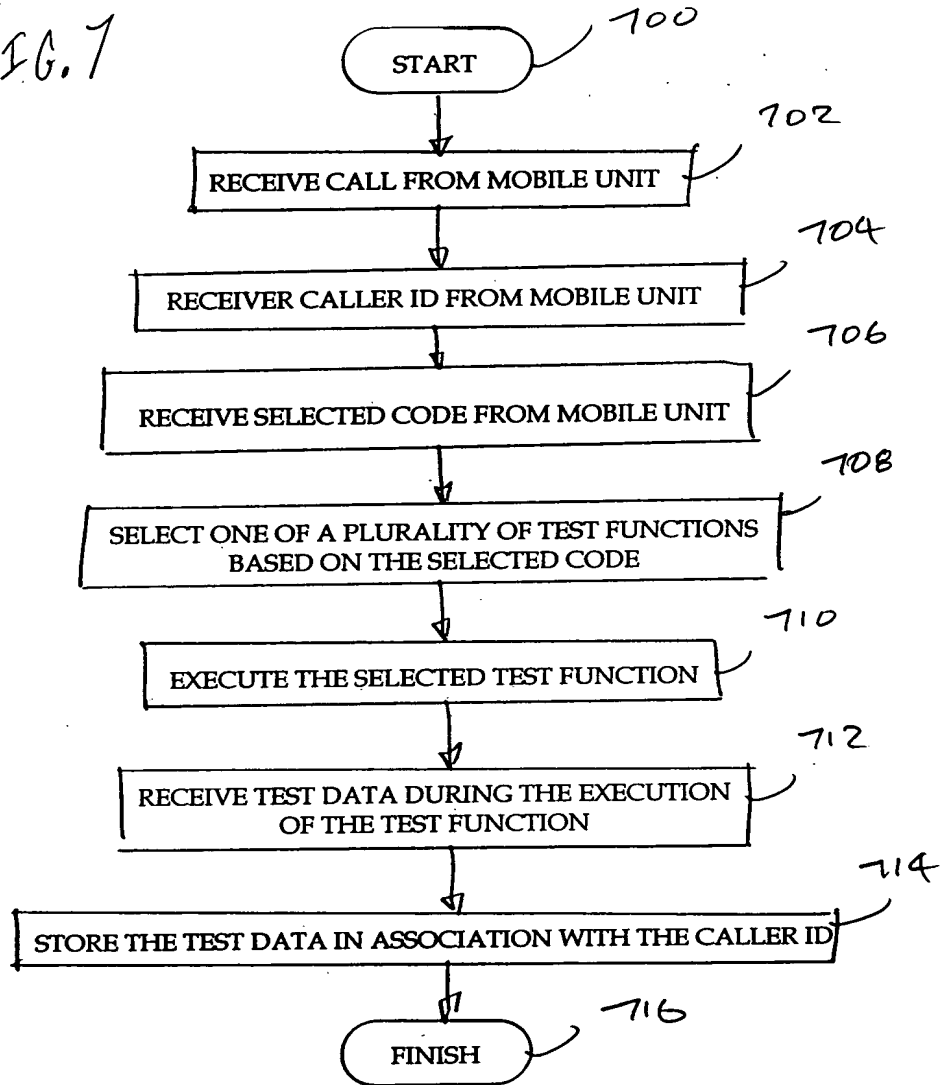 IG. 7
START
700
RECEIVE CALL FROM MOBILE UNIT
702
RECEIVER CALLER ID FROM MOBILE UNIT
704
RECEIVE SELECTED CODE FROM MOBILE UNIT
706
SELECT ONE OF A PLURALITY OF TEST FUNCTIONS
BASED ON THE SELECTED CODE
708
EXECUTE THE SELECTED TEST FUNCTION
710
RECEIVE TEST DATA DURING THE EXECUTION
OF THE TEST FUNCTION
712
STORE THE TEST DATA IN ASSOCIATION WITH THE CALLER ID
714
FINISH
716